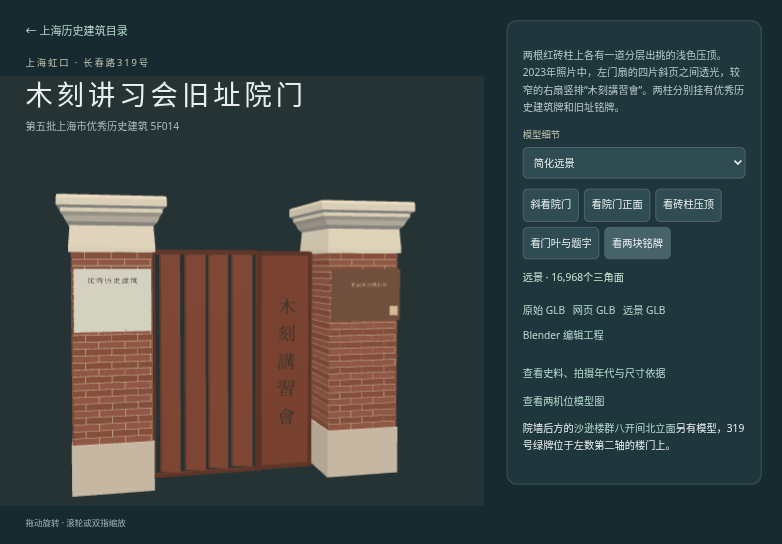 ← 上海历史建筑目录
上海虹口 · 长春路319号
木刻讲习会旧址院门
第五批上海市优秀历史建筑 5F014
优秀历史建筑
木
刻
講
習
會
拖动旋转 · 滚轮或双指缩放
两根红砖柱上各有一道分层出挑的浅色压顶。
2023年照片中，左门扇的四片斜页之间透光，较
窄的右扇竖排“木刻講習會”。两柱分别挂有优秀历
史建筑牌和旧址铭牌。
模型细节
简化远景
斜看院门
看院门正面
看砖柱压顶
看门叶与题字
看两块铭牌
远景 · 16,968个三角面
原始 GLB 网页 GLB 远景 GLB
Blender 编辑工程
查看史料、拍摄年代与尺寸依据
查看两机位模型图
院墙后方的沙逊楼群八开间北立面另有模型，319
号绿牌位于左数第二轴的楼门上。